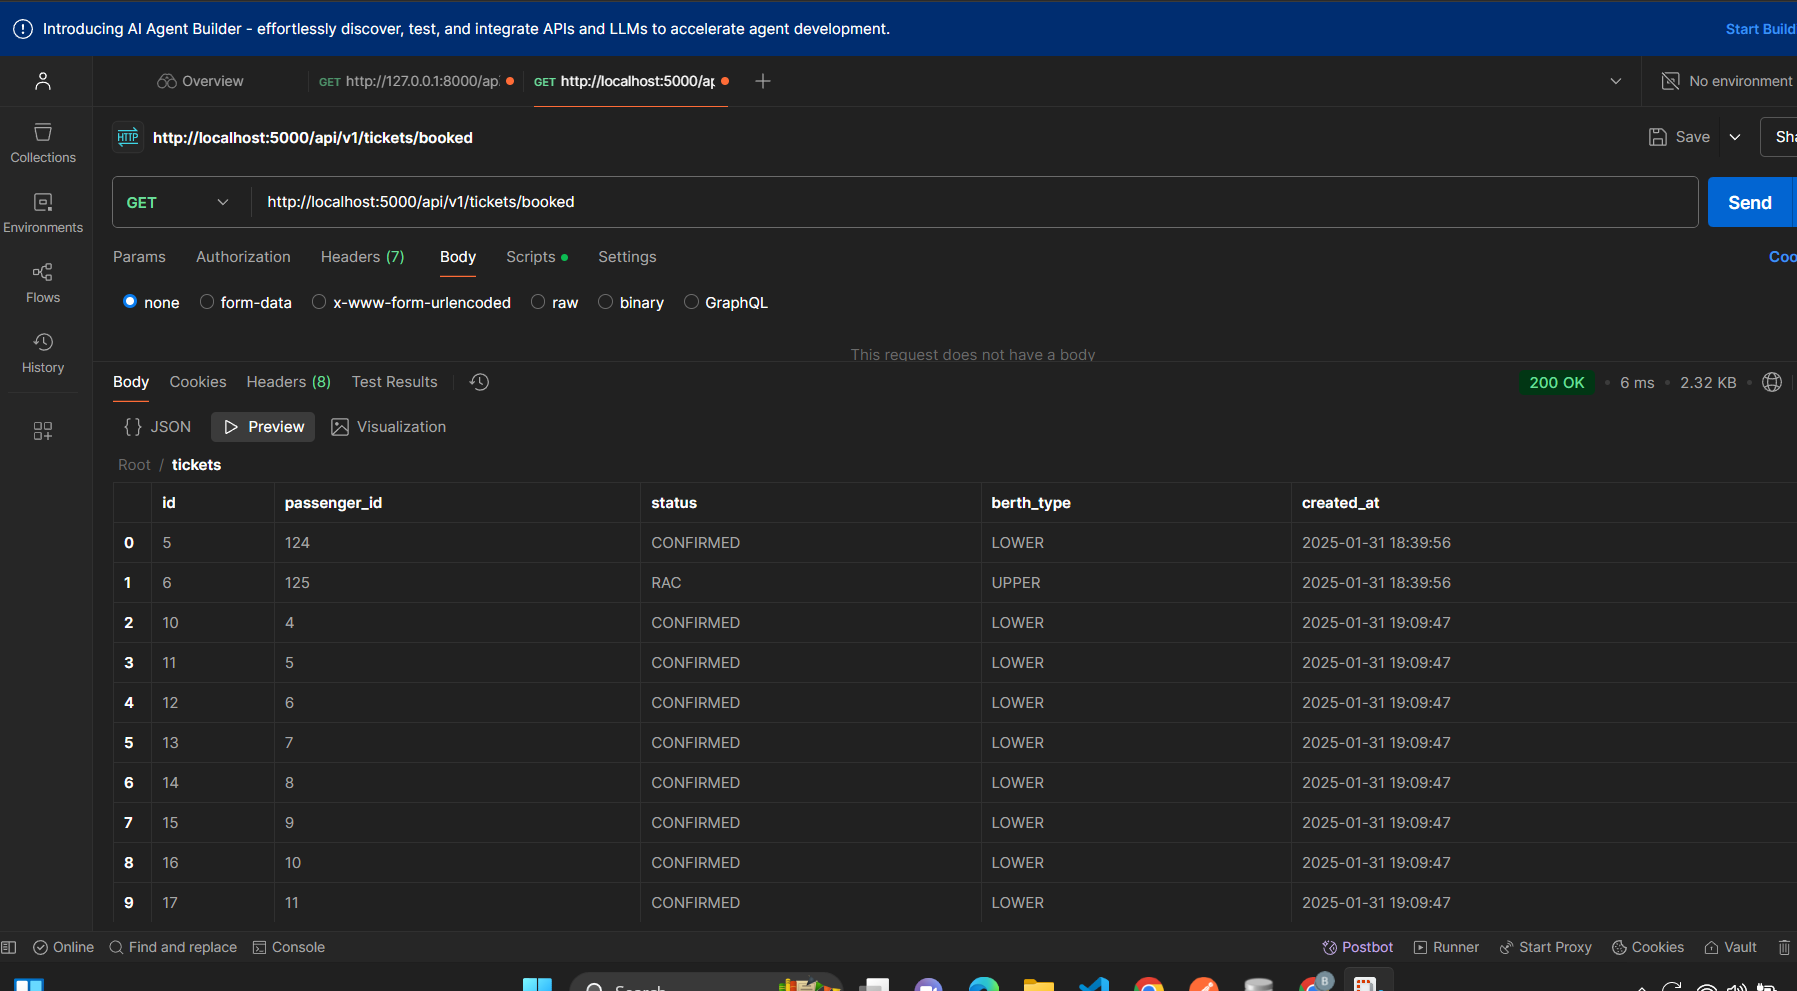 Introducing AI Agent Builder - effortlessly discover, test, and integrate APIs and LLMs to accelerate agent development. Start Build
Overview GET http://127.0.0.1:8000/ap GET http://localhost:5000/ap No environment
HTTP http://localhost:5000/api/v1/tickets/booked Save Sha
Collections
Environments
Flows
History
GET http://localhost:5000/api/v1/tickets/booked Send
Params Authorization Headers (7) Body Scripts Settings Coo
none form-data x-www-form-urlencoded raw binary GraphQL
This request does not have a body
Body Cookies Headers (8) Test Results 200 OK • 6 ms • 2.32 KB •
{} JSON Preview Visualization
Root / tickets
id passenger_id status berth_type created_at
0 5 124 CONFIRMED LOWER 2025-01-31 18:39:56
1 6 125 RAC UPPER 2025-01-31 18:39:56
2 10 4 CONFIRMED LOWER 2025-01-31 19:09:47
3 11 5 CONFIRMED LOWER 2025-01-31 19:09:47
4 12 6 CONFIRMED LOWER 2025-01-31 19:09:47
5 13 7 CONFIRMED LOWER 2025-01-31 19:09:47
6 14 8 CONFIRMED LOWER 2025-01-31 19:09:47
7 15 9 CONFIRMED LOWER 2025-01-31 19:09:47
8 16 10 CONFIRMED LOWER 2025-01-31 19:09:47
9 17 11 CONFIRMED LOWER 2025-01-31 19:09:47
Online Find and replace Console Postbot Runner Start Proxy Cookies Vault
Search B